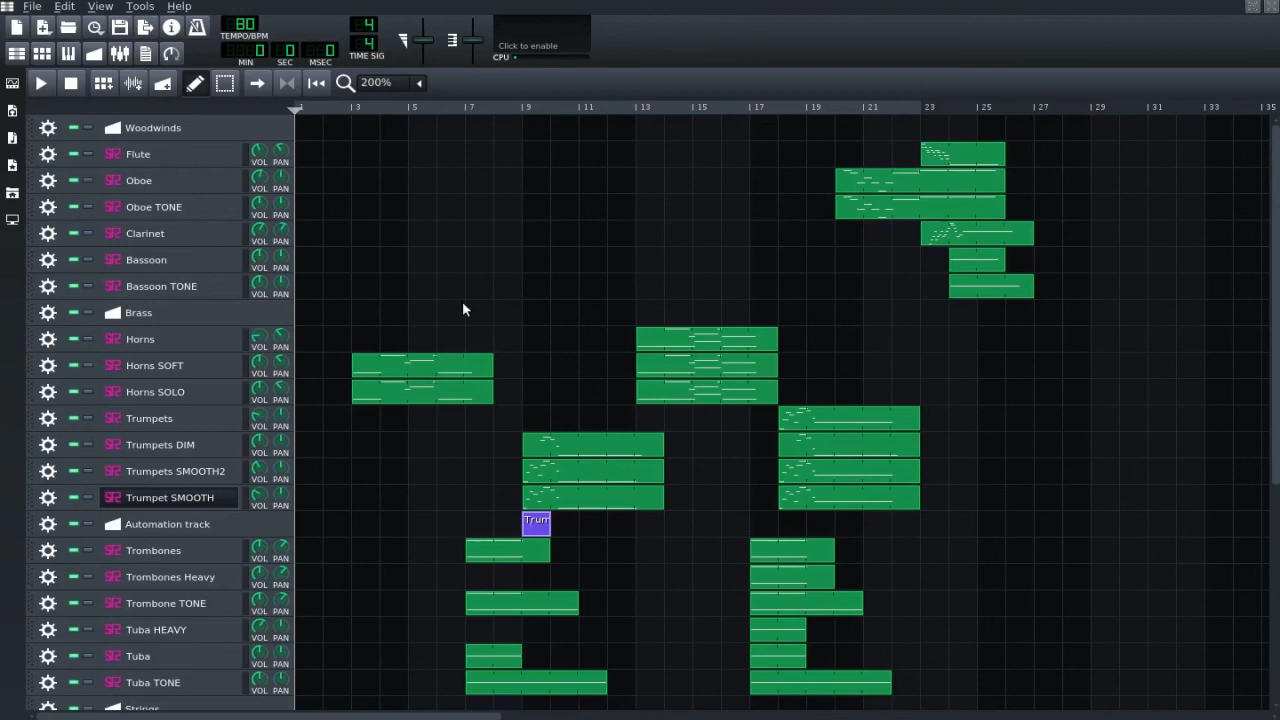 File Edit View Tools Help
80
TEMPO/BPM
0 0 0
MIN SEC MSEC
4
4
TIME SIG
Click to enable
CPU
200%
1 3 5 7 9 11 13 15 17 19 21 23 25 27 29 31 33 35
Woodwinds
Flute VOL PAN
Oboe VOL PAN
Oboe TONE VOL PAN
Clarinet VOL PAN
Bassoon VOL PAN
Bassoon TONE VOL PAN
Brass
Horns VOL PAN
Horns SOFT VOL PAN
Horns SOLO VOL PAN
Trumpets VOL PAN
Trumpets DIM VOL PAN
Trumpets SMOOTH2 VOL PAN
Trumpet SMOOTH VOL PAN
Automation track Trum
Trombones VOL PAN
Trombones Heavy VOL PAN
Trombone TONE VOL PAN
Tuba HEAVY VOL PAN
Tuba VOL PAN
Tuba TONE VOL PAN
Strings